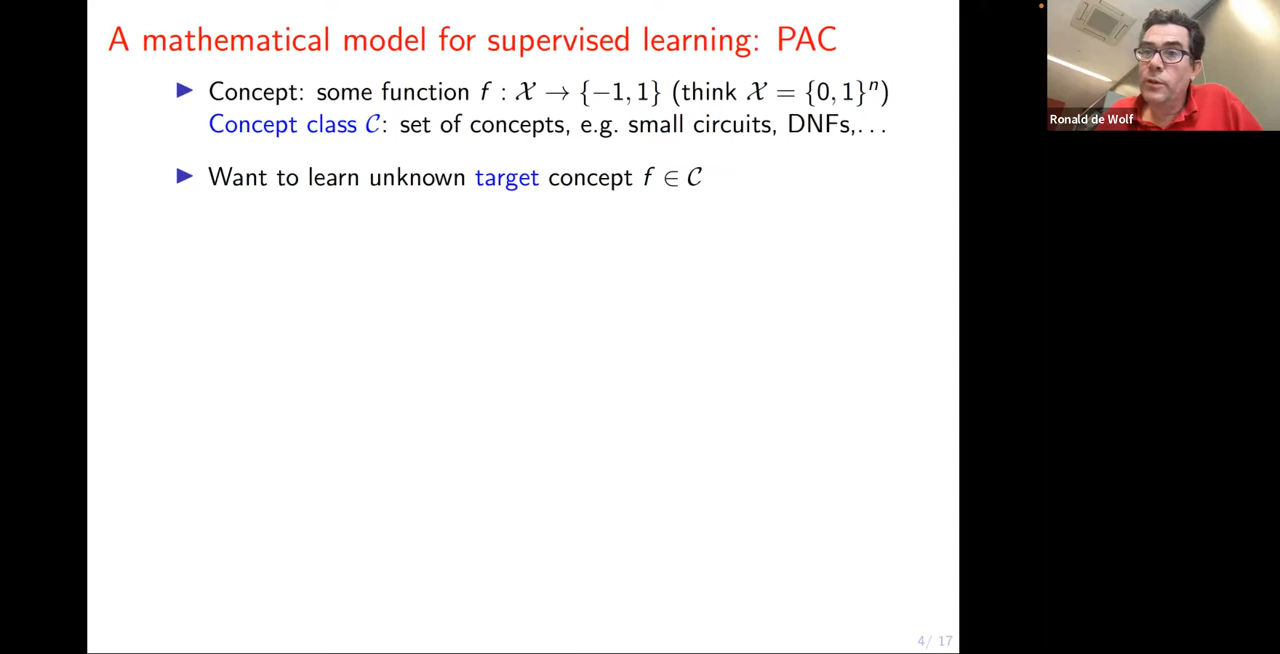 A mathematical model for supervised learning: PAC
▶ Concept: some function f : 𝒳 → {−1, 1} (think 𝒳 = {0, 1}ⁿ)
Concept class 𝒞: set of concepts, e.g. small circuits, DNFs,...
▶ Want to learn unknown target concept f ∈ 𝒞
Ronald de Wolf
4/ 17